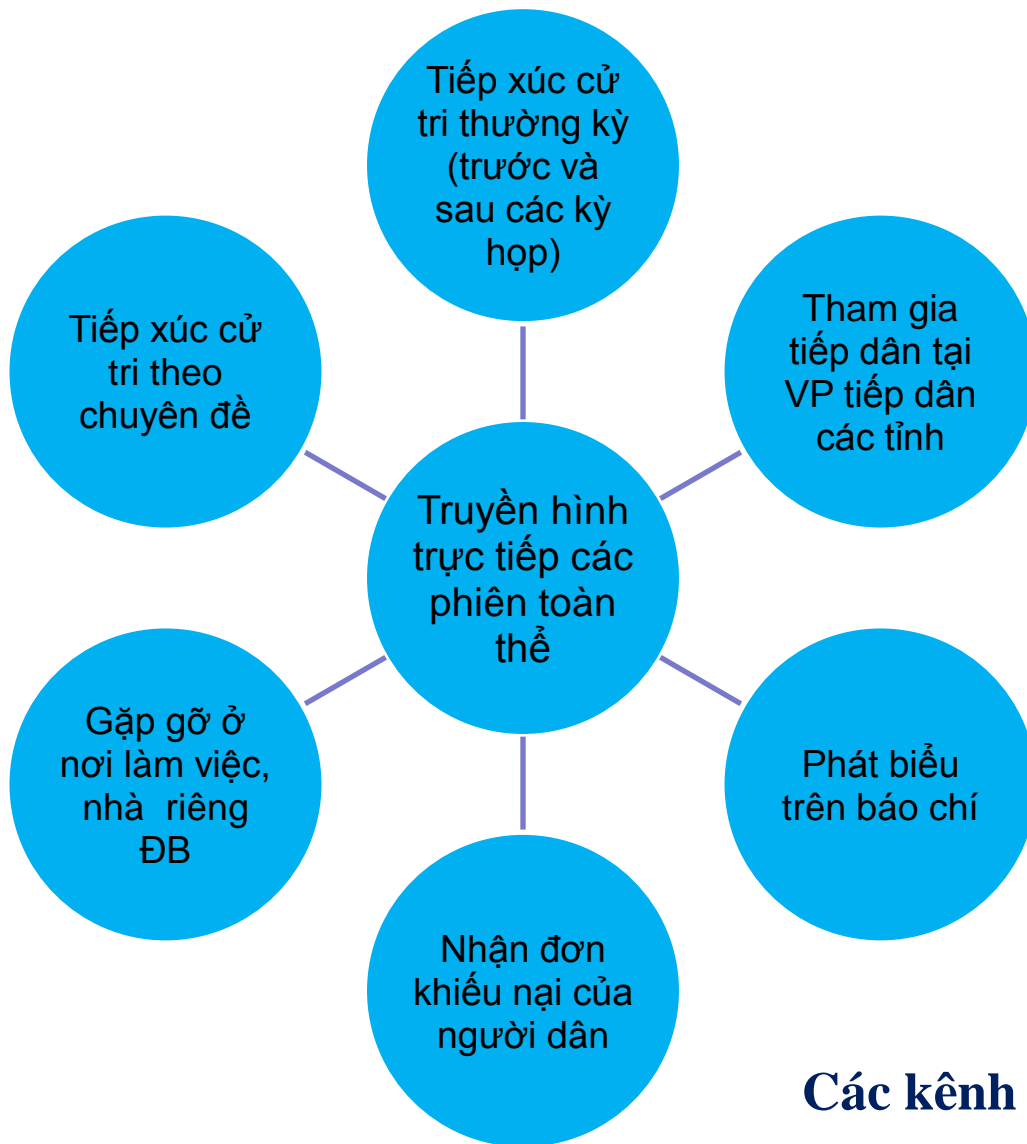 Tiếp xúc cử
tri thường kỳ
(trước và
sau các kỳ
họp)
Tham gia
tiếp dân tại
VP tiếp dân
các tỉnh
Phát biểu
trên báo chí
Nhận đơn
khiếu nại của
người dân
Gặp gỡ ở
nơi làm việc,
nhà riêng
ĐB
Tiếp xúc cử
tri theo
chuyên đề
Truyền hình
trực tiếp các
phiên toàn
thể
Các kênh